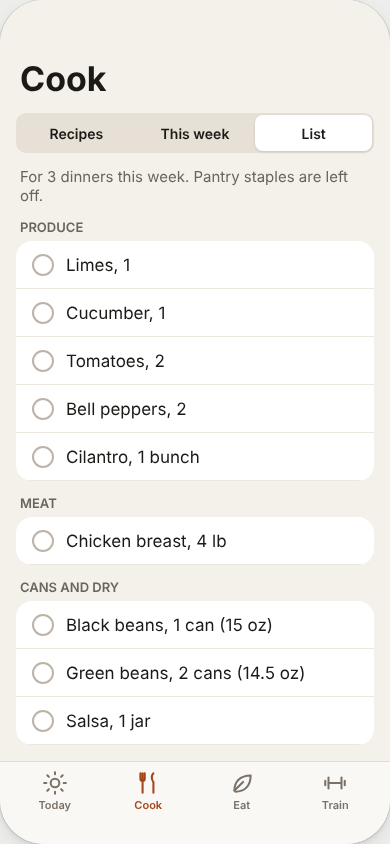 Cook
Recipes
This week
List
For 3 dinners this week. Pantry staples are left
off.
PRODUCE
Limes, 1
Cucumber, 1
Tomatoes, 2
Bell peppers, 2
Cilantro, 1 bunch
MEAT
Chicken breast, 4 lb
CANS AND DRY
Black beans, 1 can (15 oz)
Green beans, 2 cans (14.5 oz)
Salsa, 1 jar
Today
Cook
Eat
Train